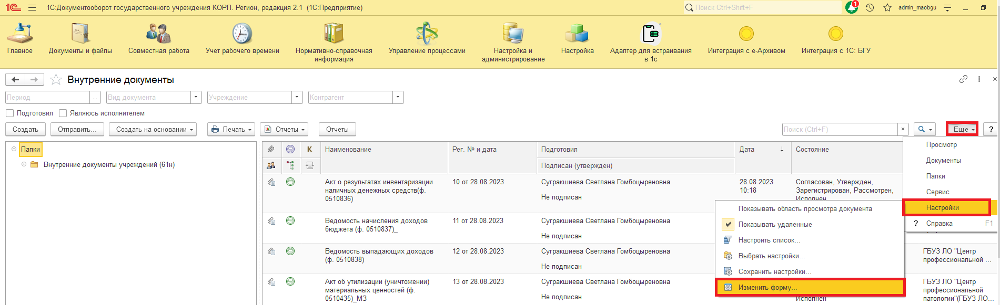 1С:Документооборот государственного учреждения КОРП. Регион, редакция 2.1 (1С:Предприятие)
Поиск Ctrl+Shift+F
1
admin_maobgu
Главное
Документы и файлы
Совместная работа
Учет рабочего времени
Нормативно-справочная
информация
Управление процессами
Настройка и
администрирование
Настройка
Адаптер для встраивания
в 1с
Интеграция с е-Архивом
Интеграция с 1С: БГУ
Внутренние документы
Период
...
Вид документа
Учреждение
Контрагент
Подготовил
Являюсь исполнителем
Создать
Отправить...
Создать на основании
Печать
Отчеты
Отчеты
Поиск (Ctrl+F)
×
Еще
?
Папки
Внутренние документы учреждений (61н)
К
Наименование
Рег. № и дата
Подготовил
Дата
↓
Состояние
Подписан (утвержден)
Акт о результатах инвентаризации
наличных денежных средств(ф.
0510836)
10 от 28.08.2023
Сугракшиева Светлана Гомбоцыреновна
Не подписан
28.08.2023
10:18
Согласован, Утвержден,
Зарегистрирован, Рассмотрен,
Исполнен
Ведомость начисления доходов
бюджета (ф. 0510837)_
11 от 28.08.2023
Сугракшиева Светлана Гомбоцыреновна
Не подписан
Ведомость выпадающих доходов
(ф. 0510838)
12 от 28.08.2023
Сугракшиева Светлана Гомбоцыреновна
Не подписан
ГБУЗ ЛО "Центр
профессиональной ...
Акт об утилизации (уничтожении)
материальных ценностей (ф.
0510435)_МЗ
13 от 28.08.2023
Сугракшиева Светлана Гомбоцыреновна
Не подписан
Исполнен
ГБУЗ ЛО "Центр
профессиональной
патологии"(ГБУЗ ЛО...
Просмотр
Документы
Папки
Сервис
Настройки
? Справка F1
Показывать область просмотра документа
Показывать удаленные
Настроить список...
Выбрать настройки...
Сохранить настройки...
Изменить форму...